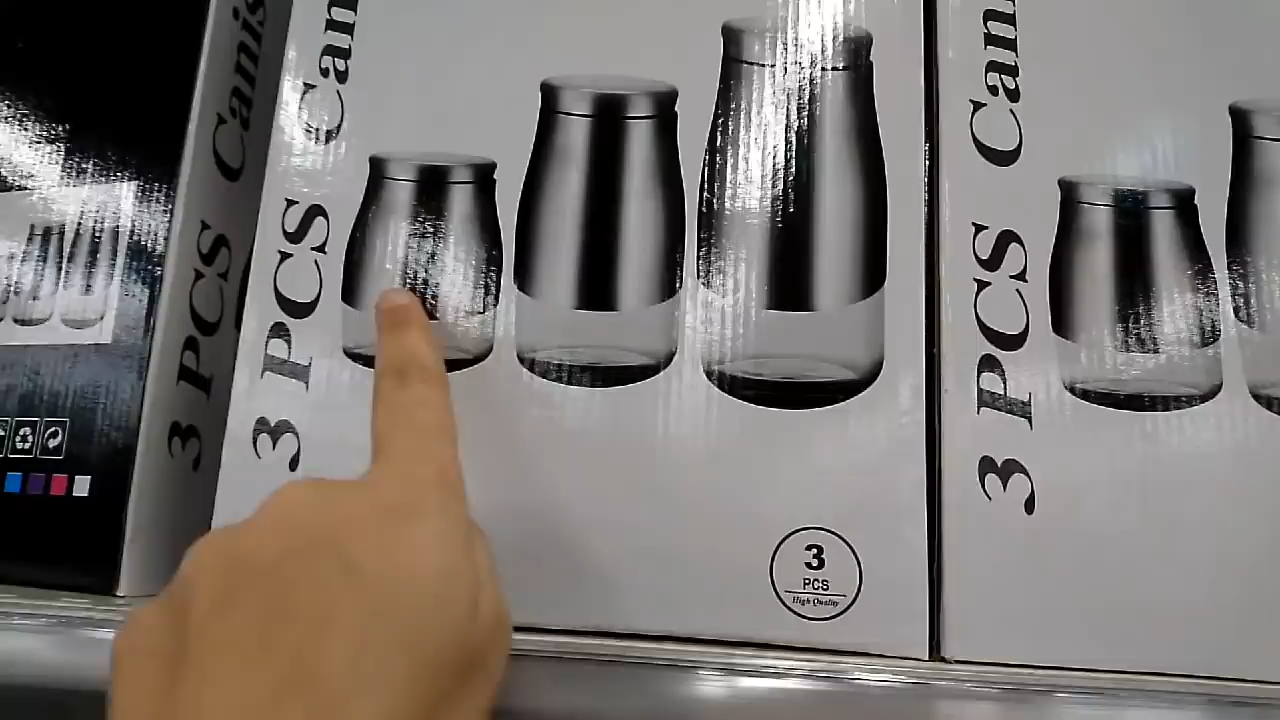 3 PCS Canis
3 PCS Can
3 PCS Can
3
PCS
High Quality